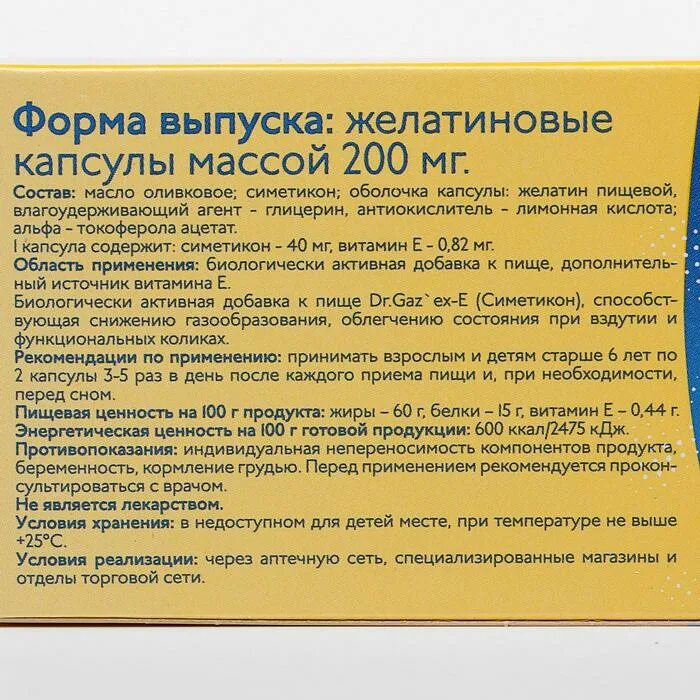 Форма выпуска: желатиновые
капсулы массой 200 мг.
Состав: масло оливковое; симетикон; оболочка капсулы: желатин пищевой,
влагоудерживающий агент - глицерин, антиокислитель - лимонная кислота;
альфа - токоферола ацетат.
1 капсула содержит: симетикон - 40 мг, витамин Е - 0,82 мг.
Область применения: биологически активная добавка к пище, дополнитель-
ный источник витамина Е.
Биологически активная добавка к пище Dr.Gaz`ex-E (Симетикон), способст-
вующая снижению газообразования, облегчению состояния при вздутии и
функциональных коликах.
Рекомендации по применению: принимать взрослым и детям старше 6 лет по
2 капсулы 3-5 раз в день после каждого приема пищи и, при необходимости,
перед сном.
Пищевая ценность на 100 г продукта: жиры – 60 г, белки – 15 г, витамин Е – 0,44 г.
Энергетическая ценность на 100 г готовой продукции: 600 ккал/2475 кДж.
Противопоказания: индивидуальная непереносимость компонентов продукта,
беременность, кормление грудью. Перед применением рекомендуется прокон-
сультироваться с врачом.
Не является лекарством.
Условия хранения: в недоступном для детей месте, при температуре не выше
+25°С.
Условия реализации: через аптечную сеть, специализированные магазины и
отделы торговой сети.